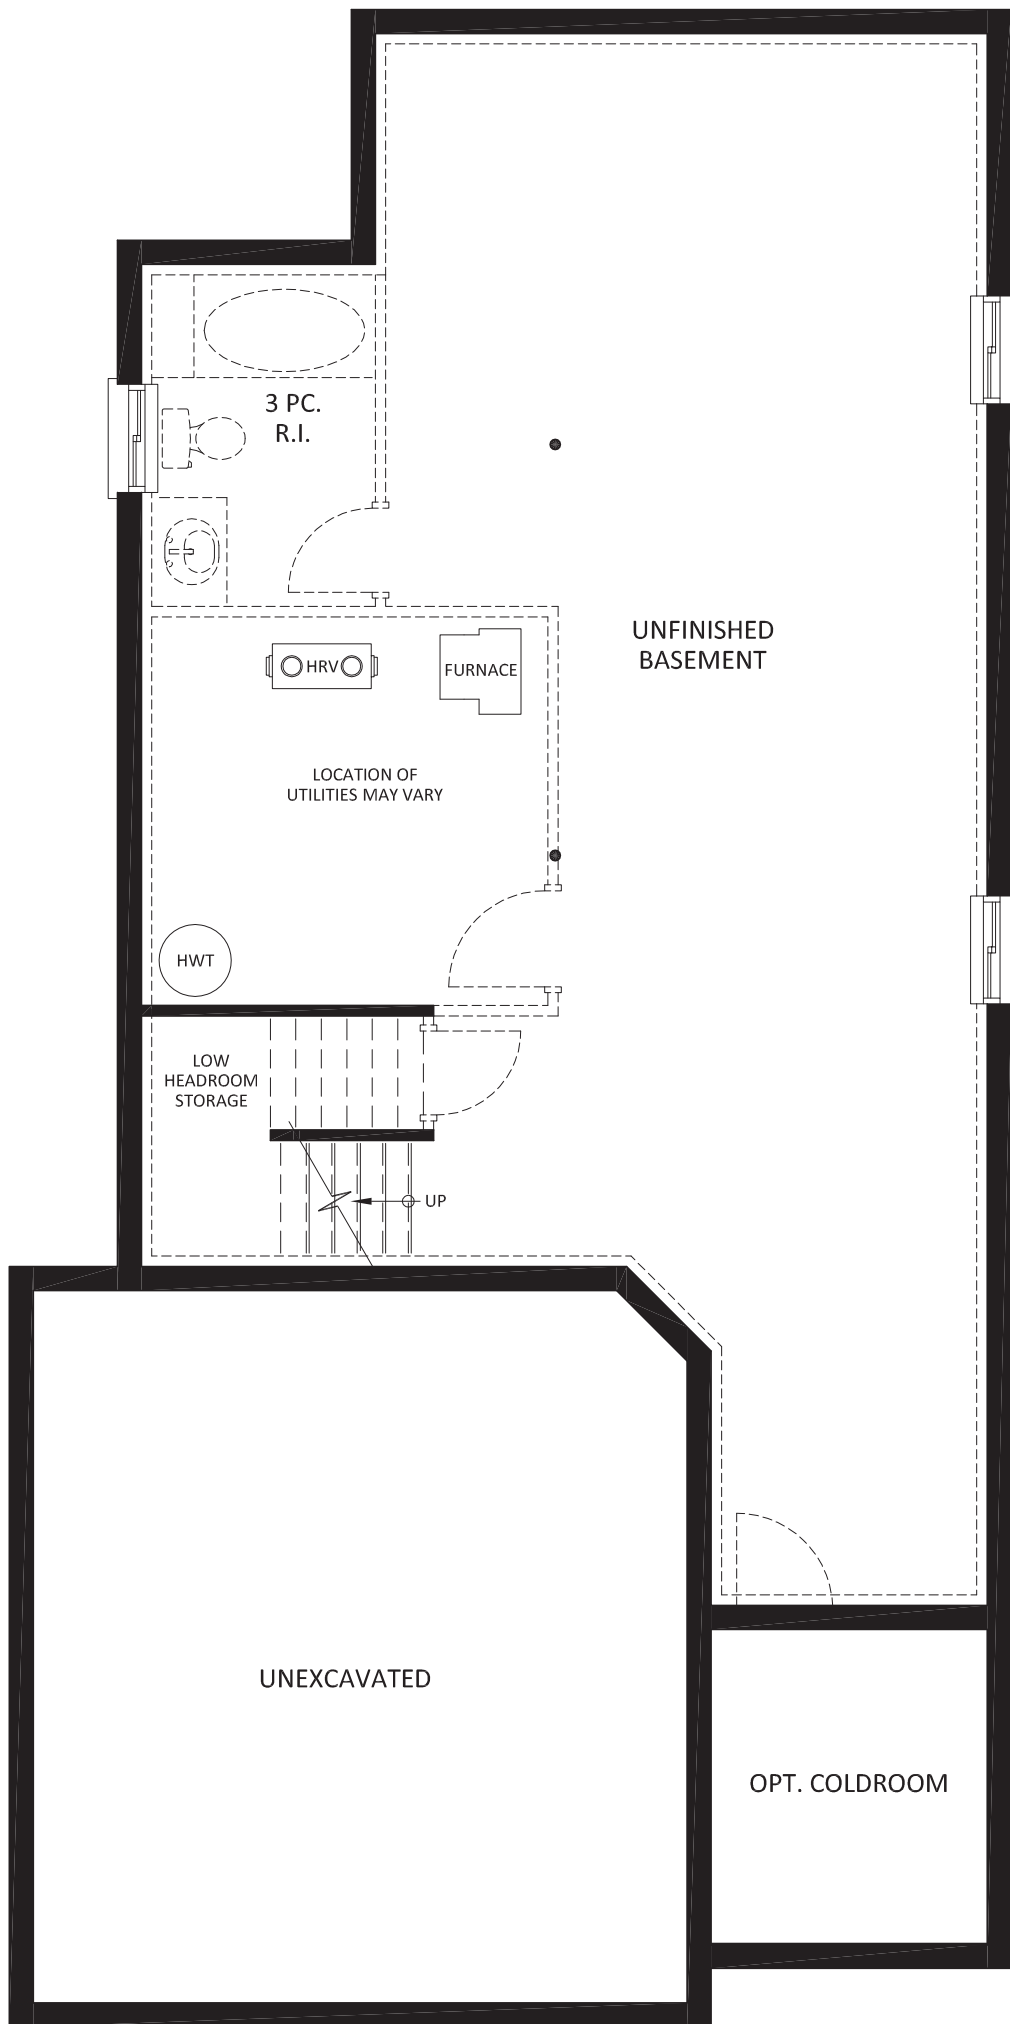 3 PC.
R.I.
UNFINISHED
BASEMENT
HRV
FURNACE
LOCATION OF
UTILITIES MAY VARY
HWT
LOW
HEADROOM
STORAGE
UP
UNEXCAVATED
OPT. COLDROOM